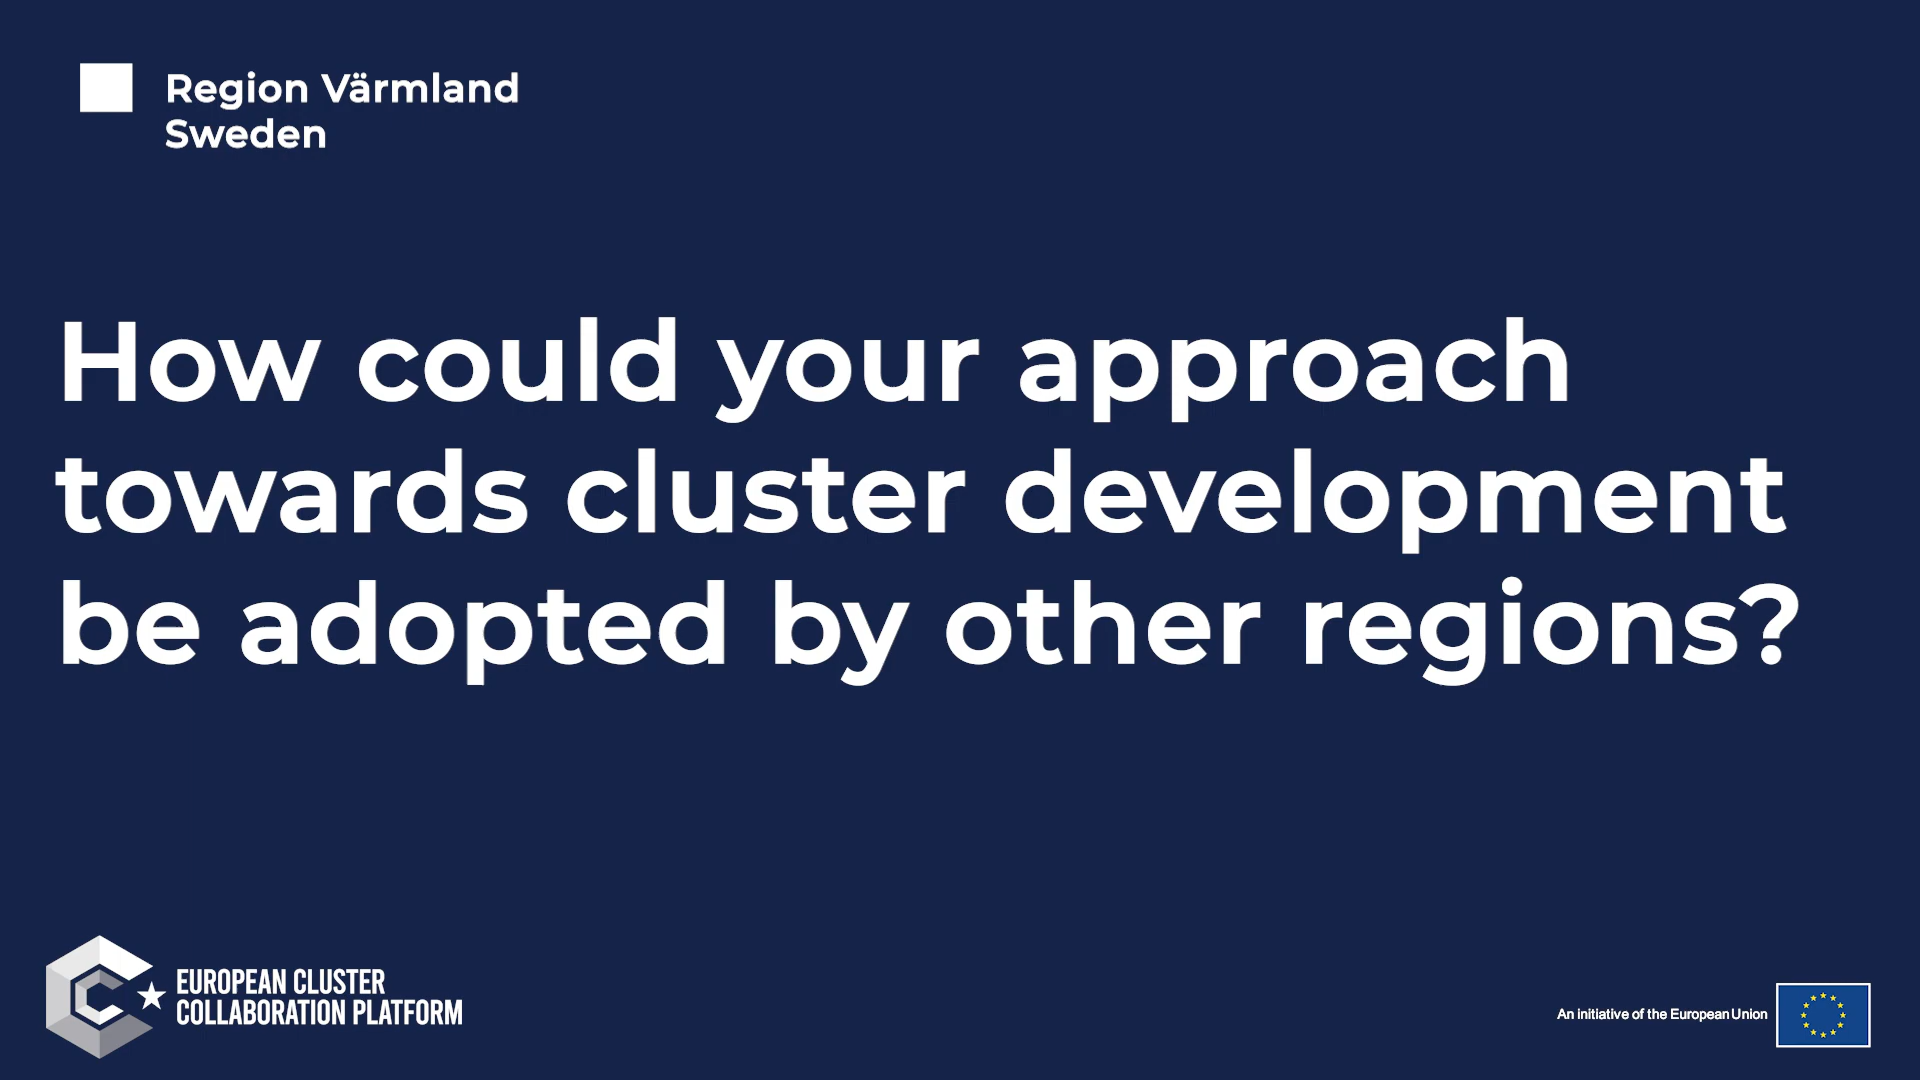 Region Värmland
Sweden
How could your approach
towards cluster development
be adopted by other regions?
EUROPEAN CLUSTER
COLLABORATION PLATFORM
An initiative of the European Union